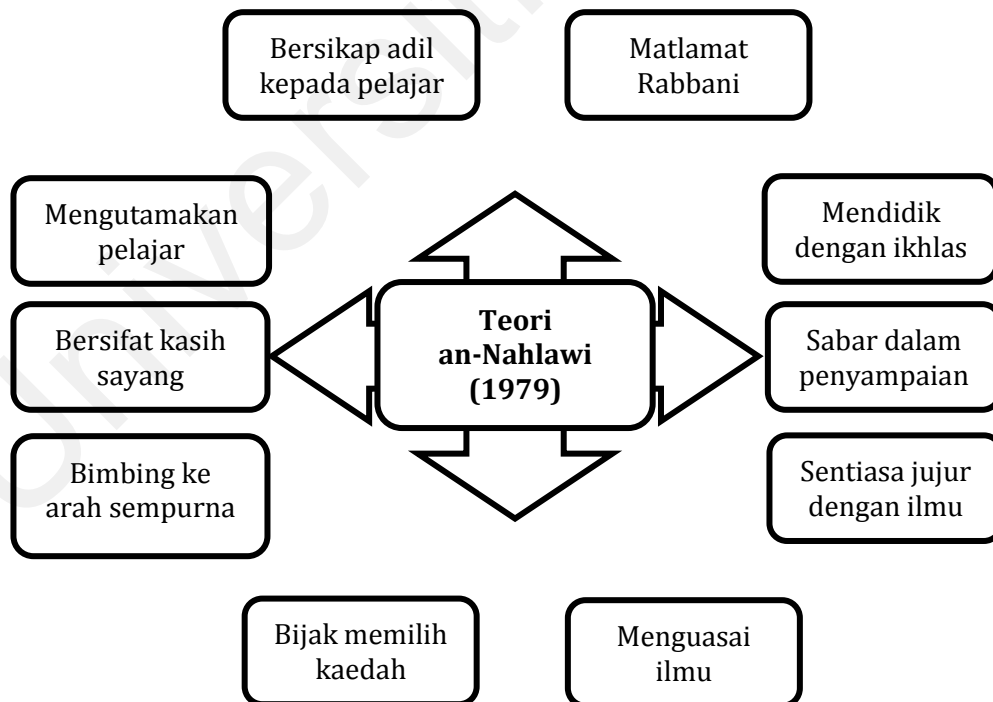 Bersikap adil
kepada pelajar
Matlamat
Rabbani
Mengutamakan
pelajar
Mendidik
dengan ikhlas
Bersifat kasih
sayang
Teori
an-Nahlawi
(1979)
Sabar dalam
penyampaian
Bimbing ke
arah sempurna
Sentiasa jujur
dengan ilmu
Bijak memilih
kaedah
Menguasai
ilmu
Universiti